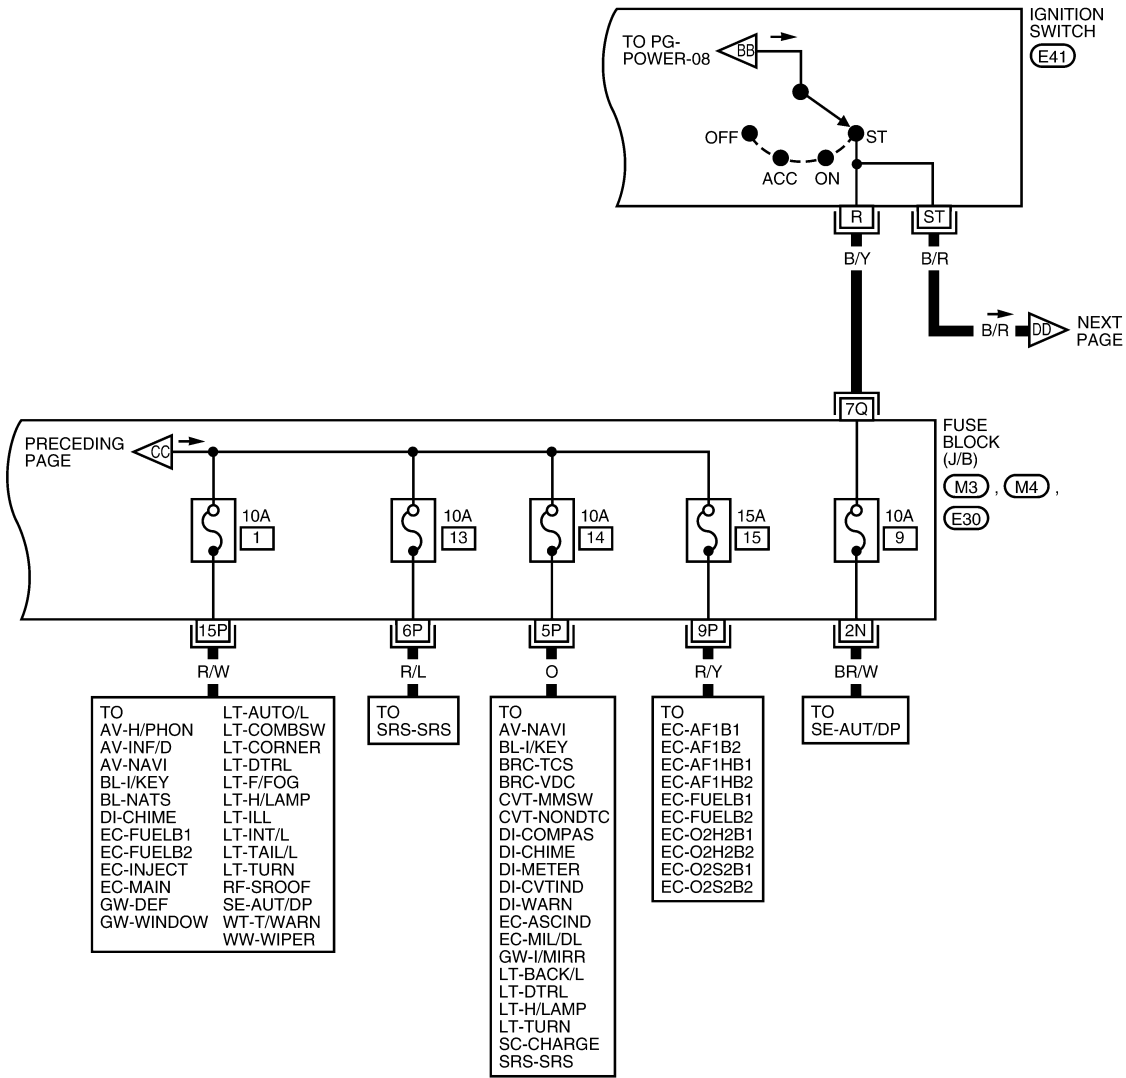 IGNITION
SWITCH
E41
TO PG-
POWER-08
BB
OFF
ST
ACC
ON
R
ST
B/Y
B/R
B/R
DD
NEXT
PAGE
7Q
FUSE
BLOCK
(J/B)
M3 , M4 ,
E30
PRECEDING
PAGE
CC
10A
1
10A
13
10A
14
15A
15
10A
9
15P
6P
5P
9P
2N
R/W
R/L
O
R/Y
BR/W
TO
AV-H/PHON
AV-INF/D
AV-NAVI
BL-I/KEY
BL-NATS
DI-CHIME
EC-FUELB1
EC-FUELB2
EC-INJECT
EC-MAIN
GW-DEF
GW-WINDOW
LT-AUTO/L
LT-COMBSW
LT-CORNER
LT-DTRL
LT-F/FOG
LT-H/LAMP
LT-ILL
LT-INT/L
LT-TAIL/L
LT-TURN
RF-SROOF
SE-AUT/DP
WT-T/WARN
WW-WIPER
TO
SRS-SRS
TO
AV-NAVI
BL-I/KEY
BRC-TCS
BRC-VDC
CVT-MMSW
CVT-NONDTC
DI-COMPAS
DI-CHIME
DI-METER
DI-CVTIND
DI-WARN
EC-ASCIND
EC-MIL/DL
GW-I/MIRR
LT-BACK/L
LT-DTRL
LT-H/LAMP
LT-TURN
SC-CHARGE
SRS-SRS
TO
EC-AF1B1
EC-AF1B2
EC-AF1HB1
EC-AF1HB2
EC-FUELB1
EC-FUELB2
EC-O2H2B1
EC-O2H2B2
EC-O2S2B1
EC-O2S2B2
TO
SE-AUT/DP